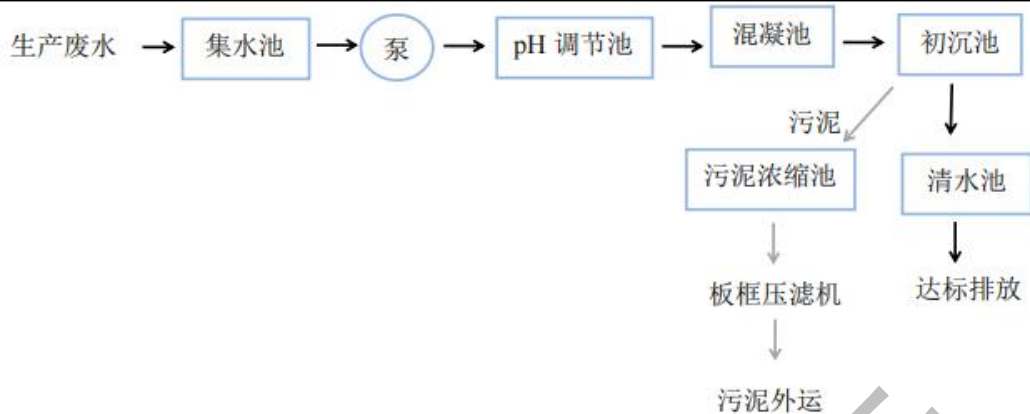 生产废水
集水池
泵
pH 调节池
混凝池
初沉池
污泥
污泥浓缩池
清水池
板框压滤机
达标排放
污泥外运